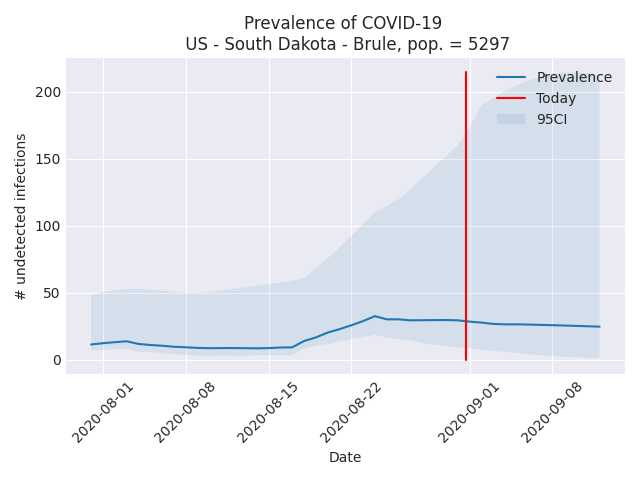 Prevalence of COVID-19
US - South Dakota - Brule, pop. = 5297
Prevalence
Today
95CI
# undetected infections
200
150
100
50
0
2020-08-01
2020-08-08
2020-08-15
2020-08-22
2020-09-01
2020-09-08
Date